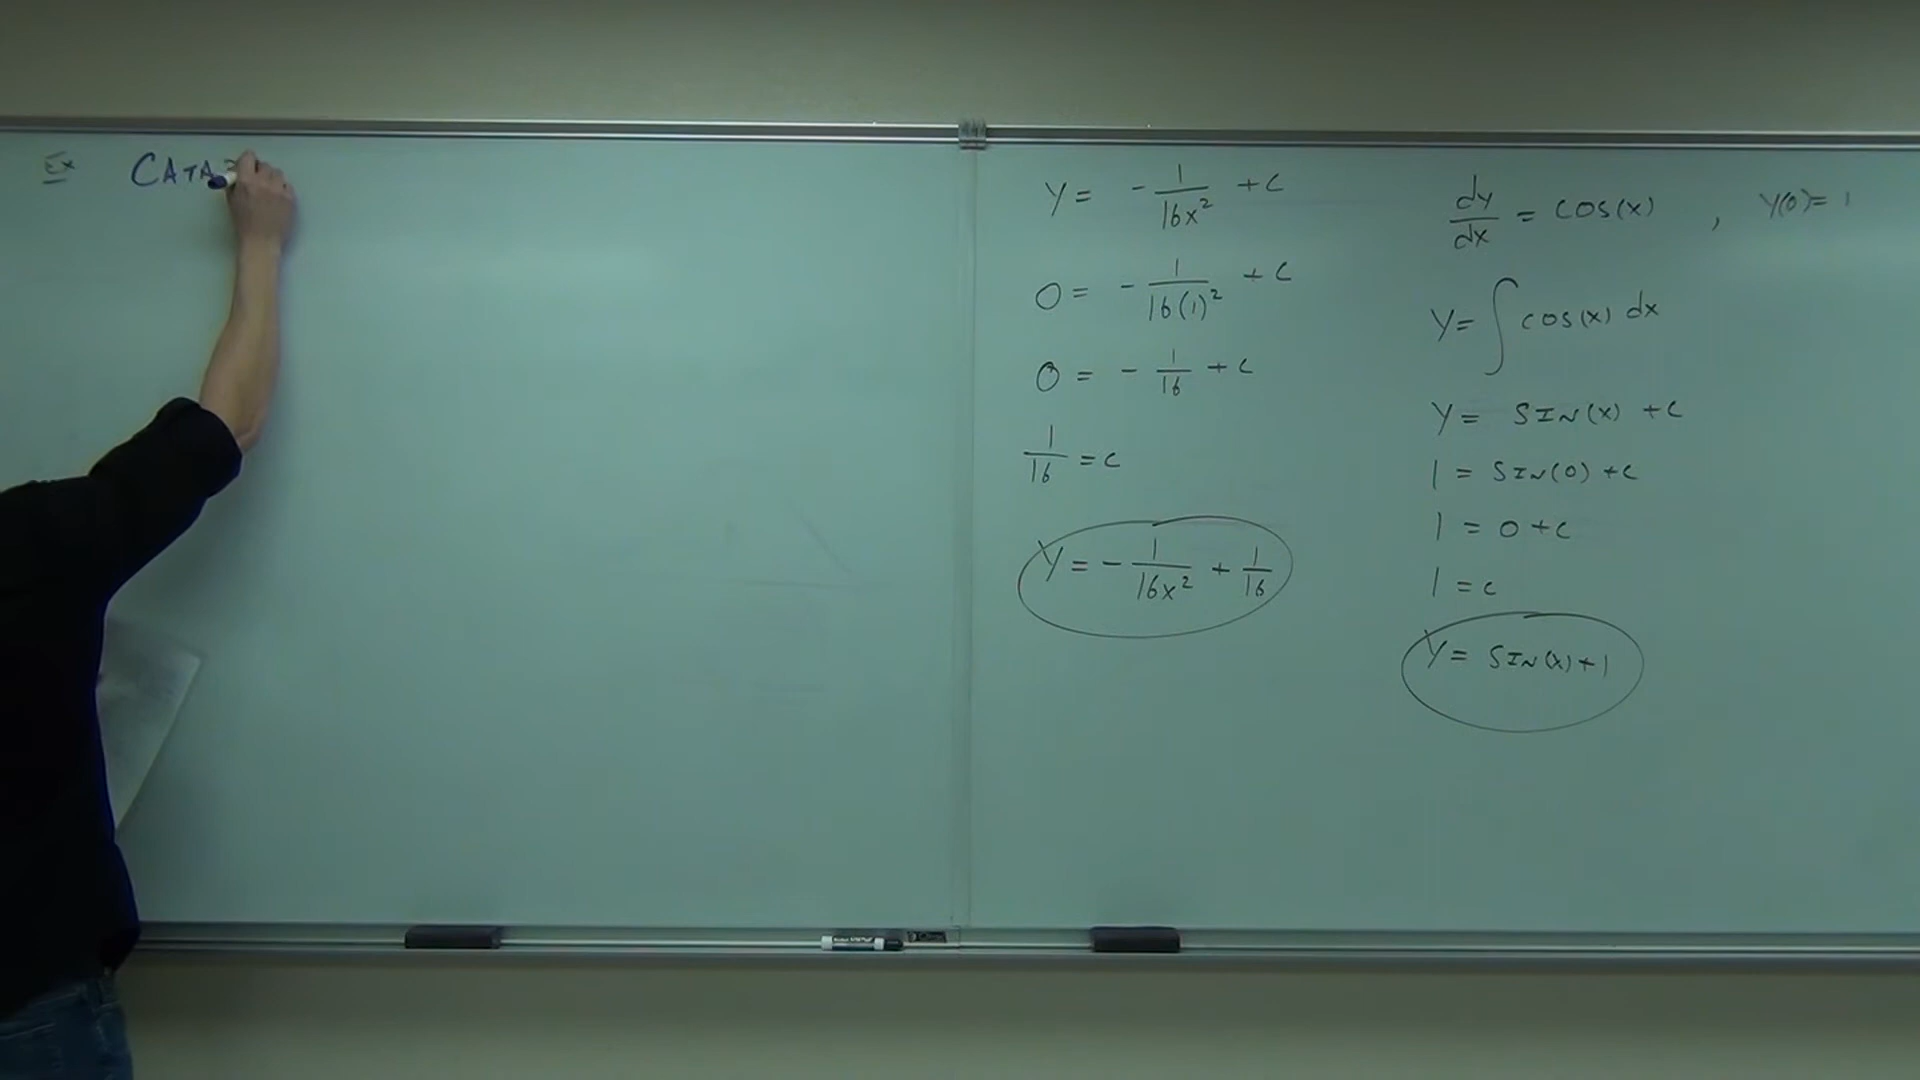 Ex CATA
y = - 1/16x² + C
0 = - 1/16(1)² + C
0 = - 1/16 + C
1/16 = C
y = - 1/16x² + 1/16
dy/dx = COS(x) , y(0) = 1
y = ∫ COS(x) dx
y = SIN(x) + C
1 = SIN(0) + C
1 = 0 + C
1 = C
y = SIN(x) + 1